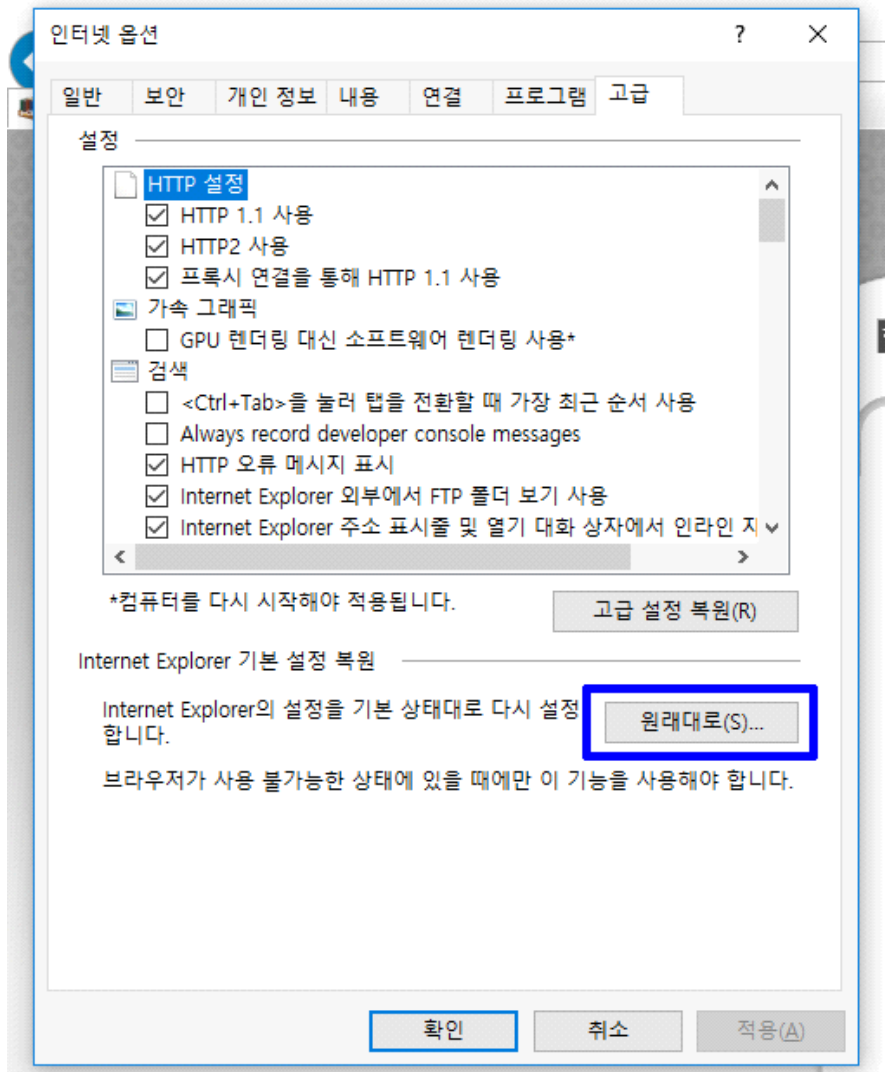 인터넷 옵션
일반 보안 개인 정보 내용 연결 프로그램 고급
설정
HTTP 설정
HTTP 1.1 사용
HTTP2 사용
프록시 연결을 통해 HTTP 1.1 사용
가속 그래픽
GPU 렌더링 대신 소프트웨어 렌더링 사용*
검색
<Ctrl+Tab>을 눌러 탭을 전환할 때 가장 최근 순서 사용
Always record developer console messages
HTTP 오류 메시지 표시
Internet Explorer 외부에서 FTP 폴더 보기 사용
Internet Explorer 주소 표시줄 및 열기 대화 상자에서 인라인
*컴퓨터를 다시 시작해야 적용됩니다.
고급 설정 복원(R)
Internet Explorer 기본 설정 복원
Internet Explorer의 설정을 기본 상태대로 다시 설정
합니다.
원래대로(S)...
브라우저가 사용 불가능한 상태에 있을 때에만 이 기능을 사용해야 합니다.
확인 취소 적용(A)